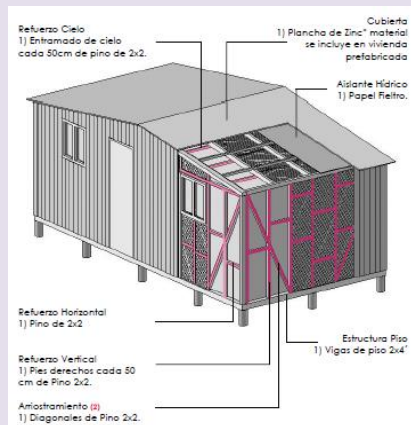 Refuerzo Cielo
1) Entramado de cielo
cada 50cm de pino de 2x2.
Cubierta
1) Plancha de Zinc* material
se incluye en vivienda
prefabricada
Aislante Hídrico
1) Papel Fieltro.
Refuerzo Horizontal
1) Pino de 2x2
Refuerzo Vertical
1) Pies derechos cada 50
cm de Pino 2x2.
Arriostramiento (2)
1) Diagonales de Pino 2x2.
Estructura Piso
1) Vigas de piso 2x4'